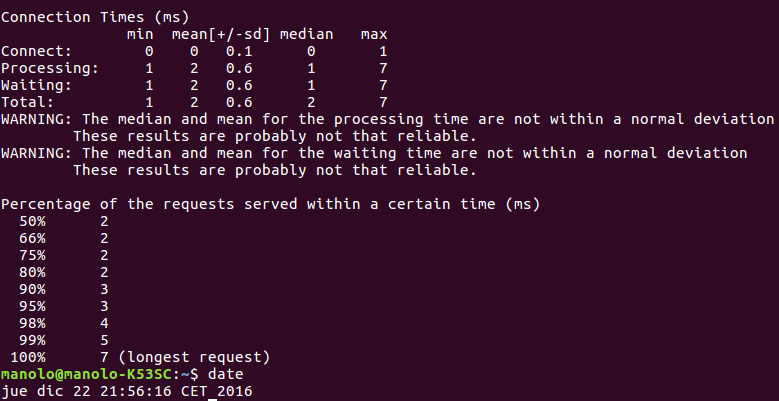 Connection Times (ms)
              min  mean[+/-sd] median   max
Connect:        0    0   0.1      0       1
Processing:     1    2   0.6      1       7
Waiting:        1    2   0.6      1       7
Total:          1    2   0.6      2       7
WARNING: The median and mean for the processing time are not within a normal deviation
        These results are probably not that reliable.
WARNING: The median and mean for the waiting time are not within a normal deviation
        These results are probably not that reliable.

Percentage of the requests served within a certain time (ms)
  50%      2
  66%      2
  75%      2
  80%      2
  90%      3
  95%      3
  98%      4
  99%      5
 100%      7 (longest request)
manolo@manolo-K53SC:~$ date
jue dic 22 21:56:16 CET 2016